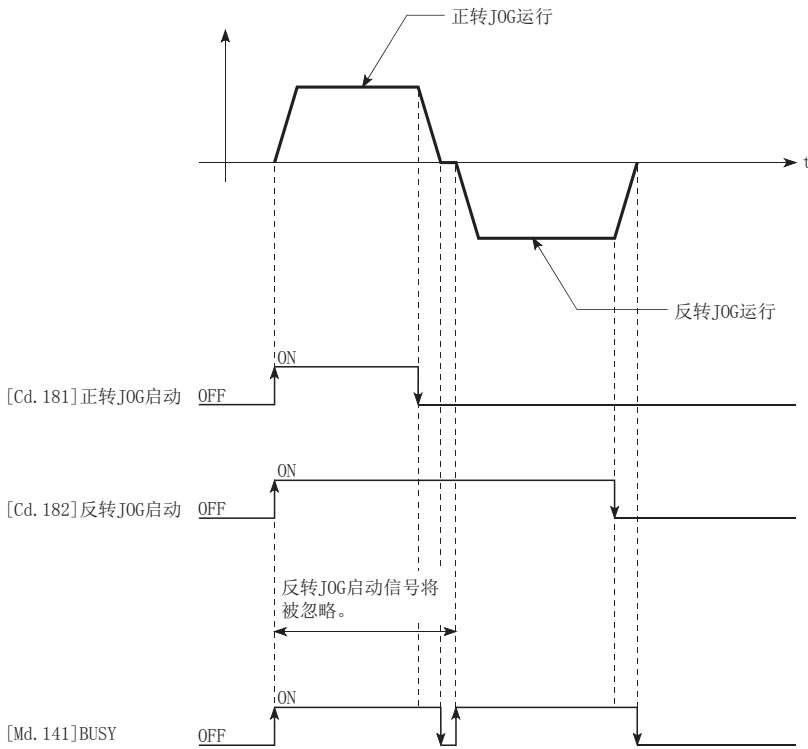 正转JOG运行
t
反转JOG运行
ON
[Cd.181]正转JOG启动 OFF
ON
[Cd.182]反转JOG启动 OFF
反转JOG启动信号将
被忽略。
ON
[Md.141]BUSY OFF